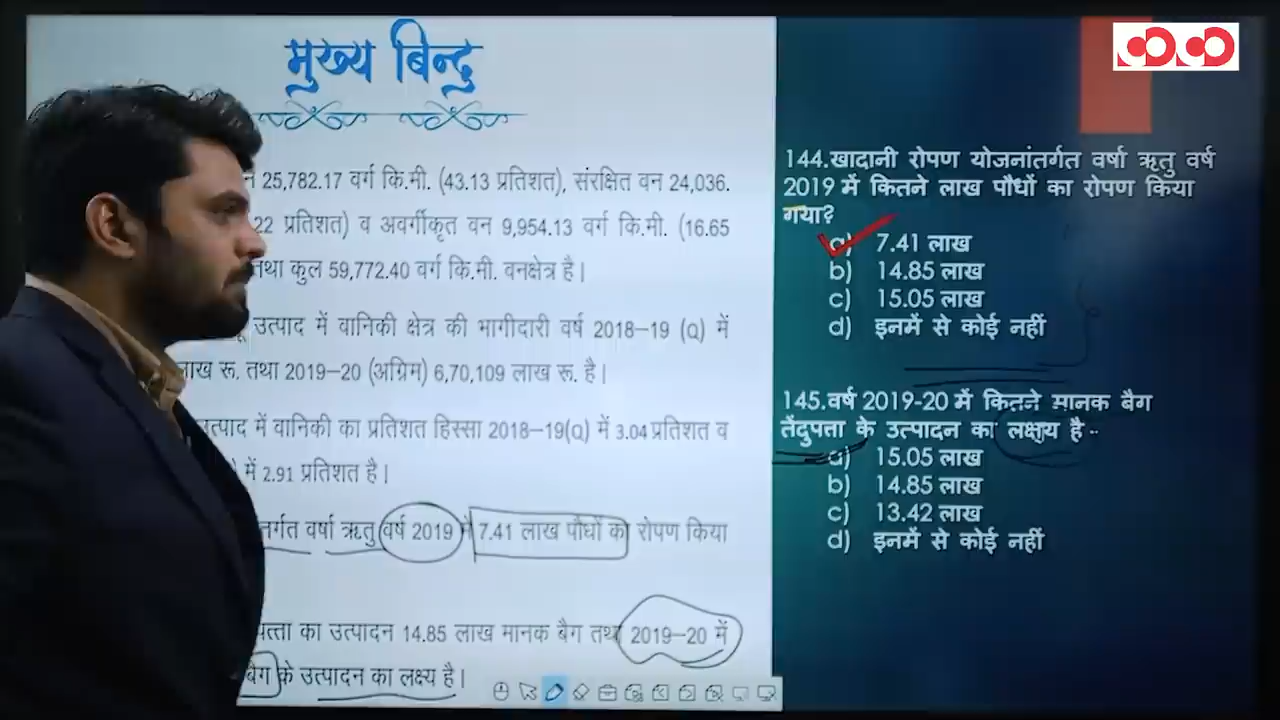 मुख्य बिन्दु
25,782.17 वर्ग कि.मी. (43.13 प्रतिशत), संरक्षित वन 24,036.
22 प्रतिशत) व अवर्गीकृत वन 9,954.13 वर्ग कि.मी. (16.65
तथा कुल 59,772.40 वर्ग कि.मी. वनक्षेत्र है।
उत्पाद में वानिकी क्षेत्र की भागीदारी वर्ष 2018–19 (Q) में
लाख रू. तथा 2019–20 (अग्रिम) 6,70,109 लाख रू. है।
में वानिकी का प्रतिशत हिस्सा 2018–19(Q) में 3.04 प्रतिशत व
में 2.91 प्रतिशत है।
वर्षा ऋतु वर्ष 2019 में 7.41 लाख पौधों का रोपण किया
का उत्पादन 14.85 लाख मानक बैग तथा 2019–20 में
बैग के उत्पादन का लक्ष्य है।
144.खादानी रोपण योजनांतर्गत वर्षा ऋतु वर्ष
2019 में कितने लाख पौधों का रोपण किया
गया?
a) 7.41 लाख
b) 14.85 लाख
c) 15.05 लाख
d) इनमें से कोई नहीं
145.वर्ष 2019-20 में कितने मानक बैग
तेंदुपत्ता के उत्पादन का लक्ष्य है -
a) 15.05 लाख
b) 14.85 लाख
c) 13.42 लाख
d) इनमें से कोई नहीं